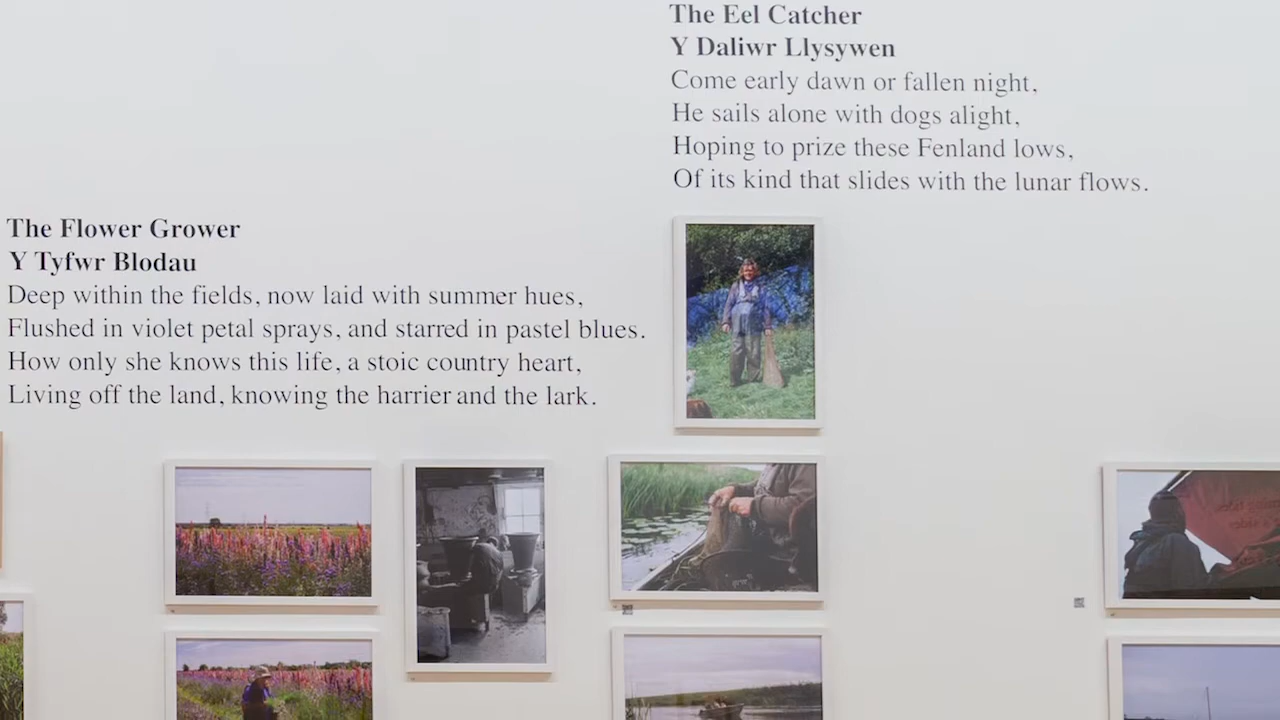 The Eel Catcher
Y Daliwr Llysywen
Come early dawn or fallen night,
He sails alone with dogs alight,
Hoping to prize these Fenland lows,
Of its kind that slides with the lunar flows.
The Flower Grower
Y Tyfwr Blodau
Deep within the fields, now laid with summer hues,
Flushed in violet petal sprays, and starred in pastel blues.
How only she knows this life, a stoic country heart,
Living off the land, knowing the harrier and the lark.